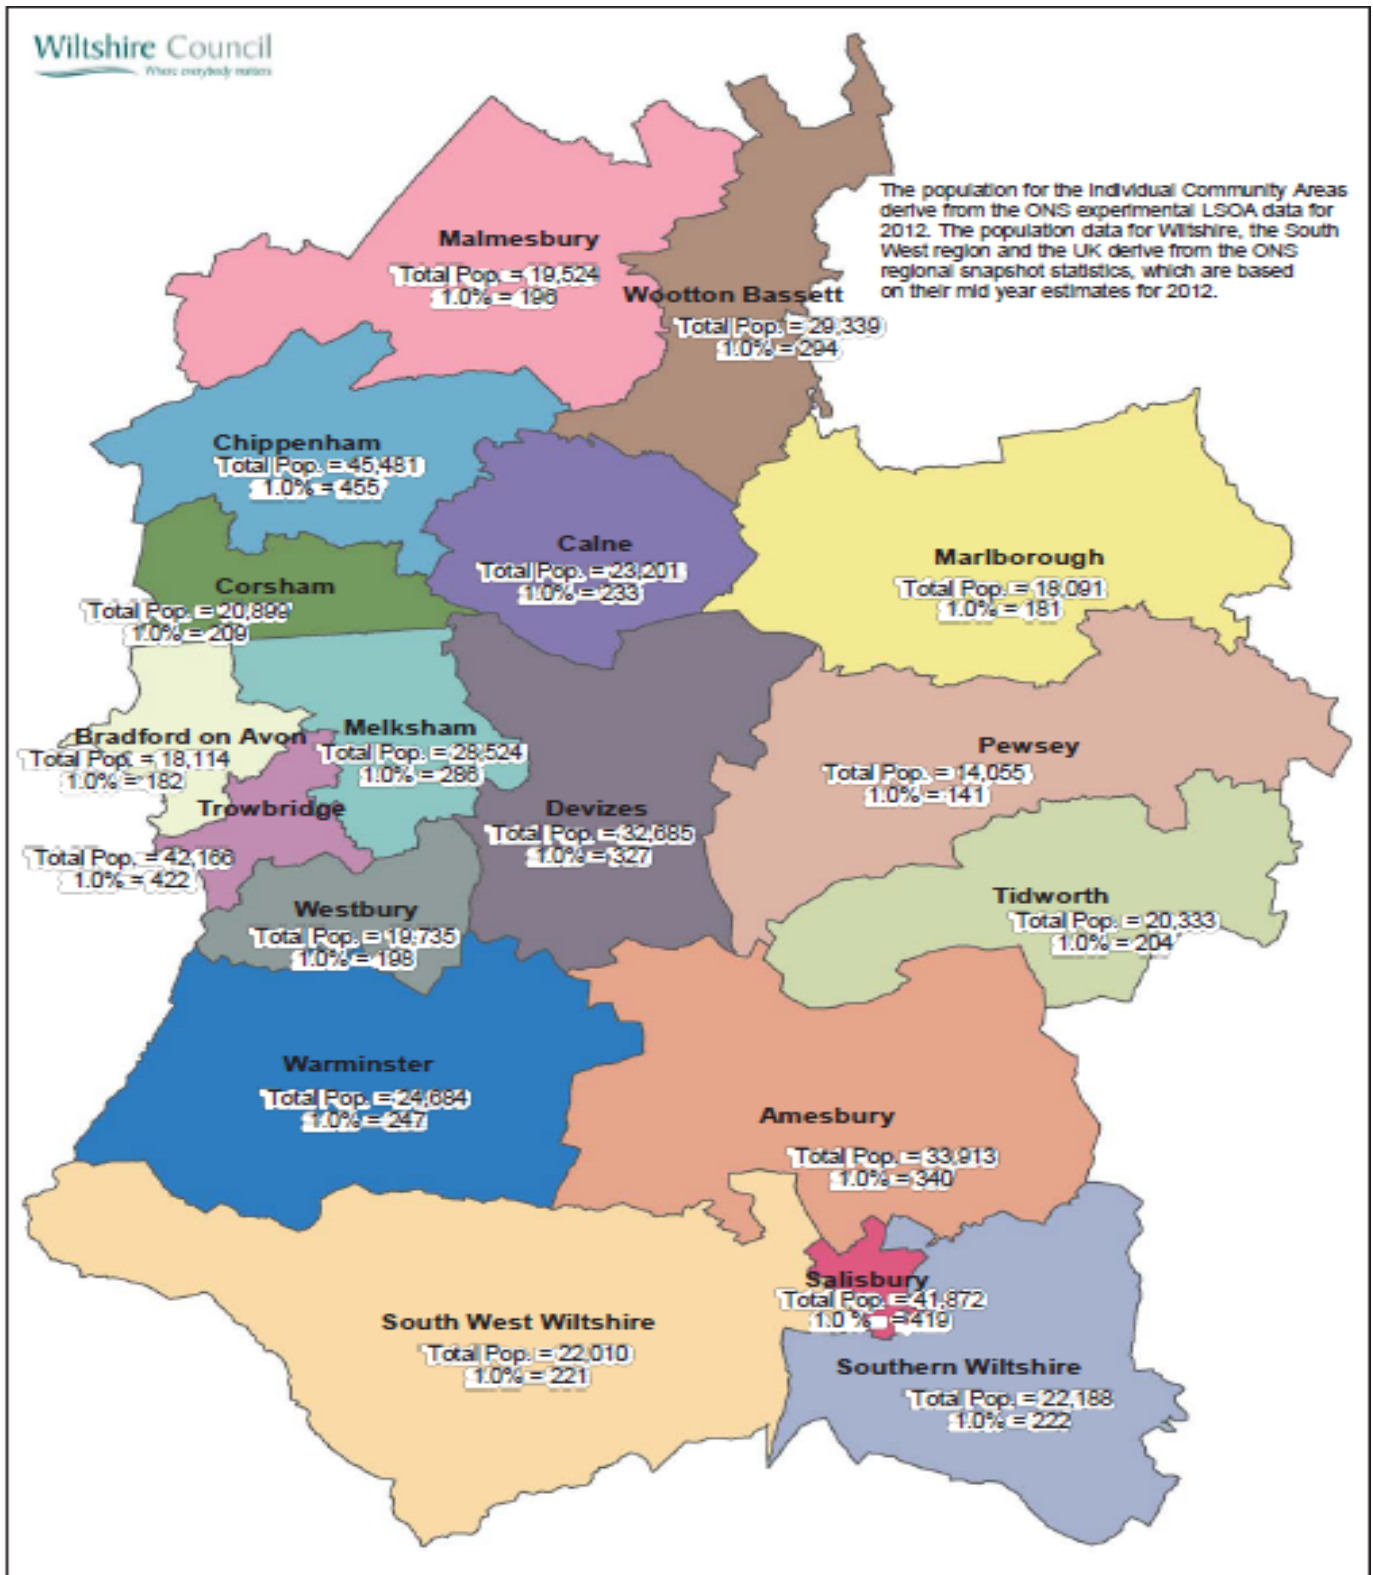 Wiltshire Council
Where everybody matters
The population for the Individual Community Areas
derive from the ONS experimental LSOA data for
2012. The population data for Wiltshire, the South
West region and the UK derive from the ONS
regional snapshot statistics, which are based
on their mid year estimates for 2012.
Malmesbury
Total Pop. = 19,524
1.0% = 196
Wootton Bassett
Total Pop. = 29,339
1.0% = 294
Chippenham
Total Pop. = 45,481
1.0% = 455
Calne
Total Pop. = 23,201
1.0% = 233
Marlborough
Total Pop. = 18,091
1.0% = 181
Corsham
Total Pop. = 20,899
1.0% = 209
Bradford on Avon
Total Pop. = 18,114
1.0% = 182
Melksham
Total Pop. = 28,524
1.0% = 286
Pewsey
Total Pop. = 14,055
1.0% = 141
Trowbridge
Total Pop. = 42,166
1.0% = 422
Devizes
Total Pop. = 32,685
1.0% = 327
Tidworth
Total Pop. = 20,333
1.0% = 204
Westbury
Total Pop. = 19,735
1.0% = 198
Warminster
Total Pop. = 24,684
1.0% = 247
Amesbury
Total Pop. = 33,913
1.0% = 340
Salisbury
Total Pop. = 41,872
1.0 % = 419
South West Wiltshire
Total Pop. = 22,010
1.0% = 221
Southern Wiltshire
Total Pop. = 22,188
1.0% = 222